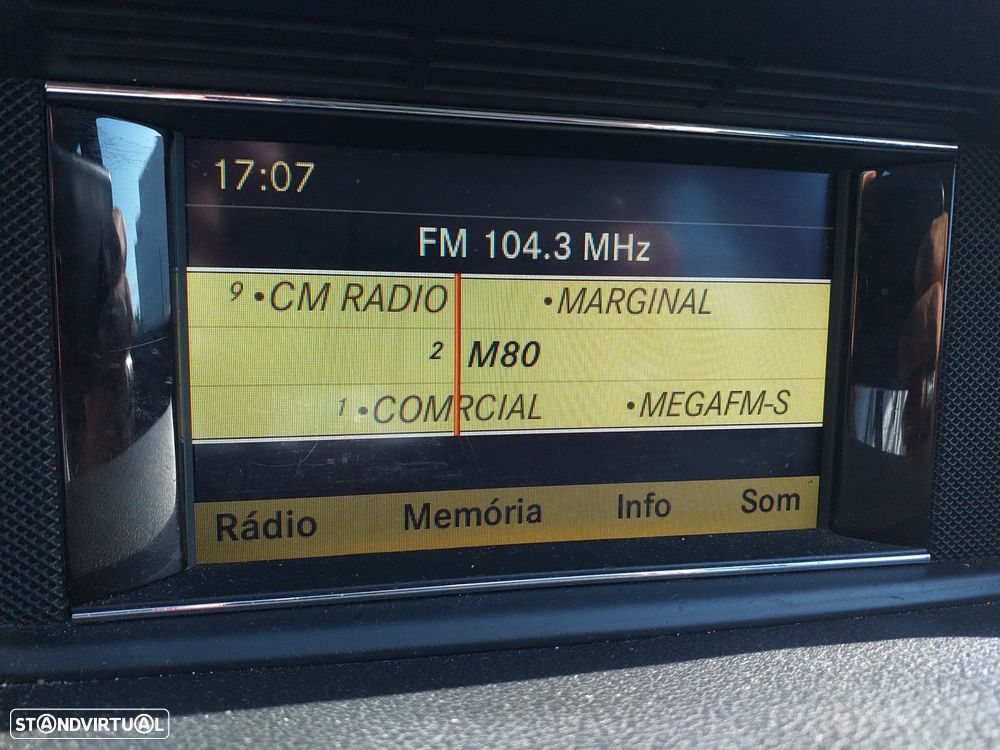 17:07
FM 104.3 MHz
9 •CM RADIO •MARGINAL
2 M80
1 •COMRCIAL •MEGAFM-S
Rádio Memória Info Som
STANDVIRTUAL